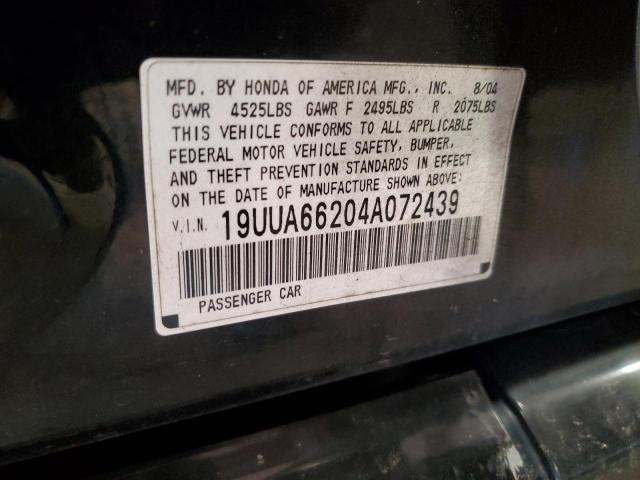 MFD. BY HONDA OF AMERICA MFG., INC. 8/04
GVWR 4525LBS GAWR F 2495LBS R 2075LBS
THIS VEHICLE CONFORMS TO ALL APPLICABLE
FEDERAL MOTOR VEHICLE SAFETY, BUMPER,
AND THEFT PREVENTION STANDARDS IN EFFECT
ON THE DATE OF MANUFACTURE SHOWN ABOVE:
V.I.N. 19UUA66204A072439
PASSENGER CAR